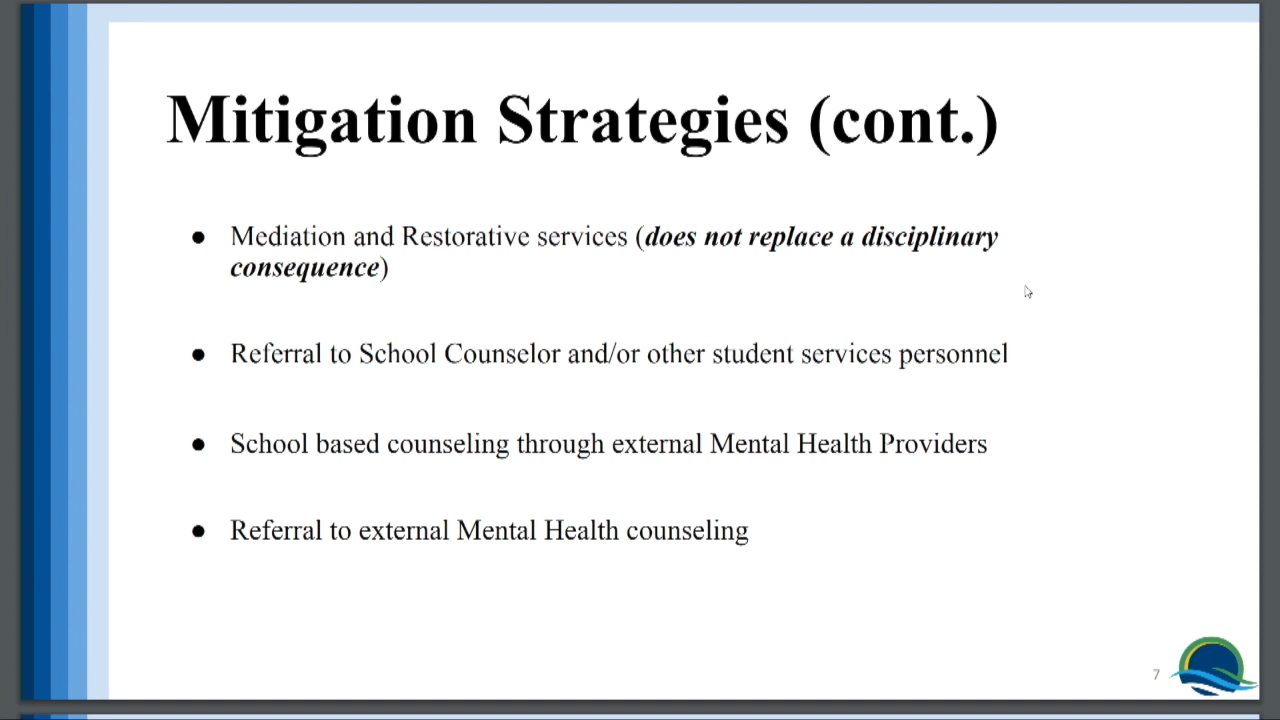 Mitigation Strategies (cont.)
● Mediation and Restorative services (does not replace a disciplinary
consequence)
● Referral to School Counselor and/or other student services personnel
● School based counseling through external Mental Health Providers
● Referral to external Mental Health counseling
7